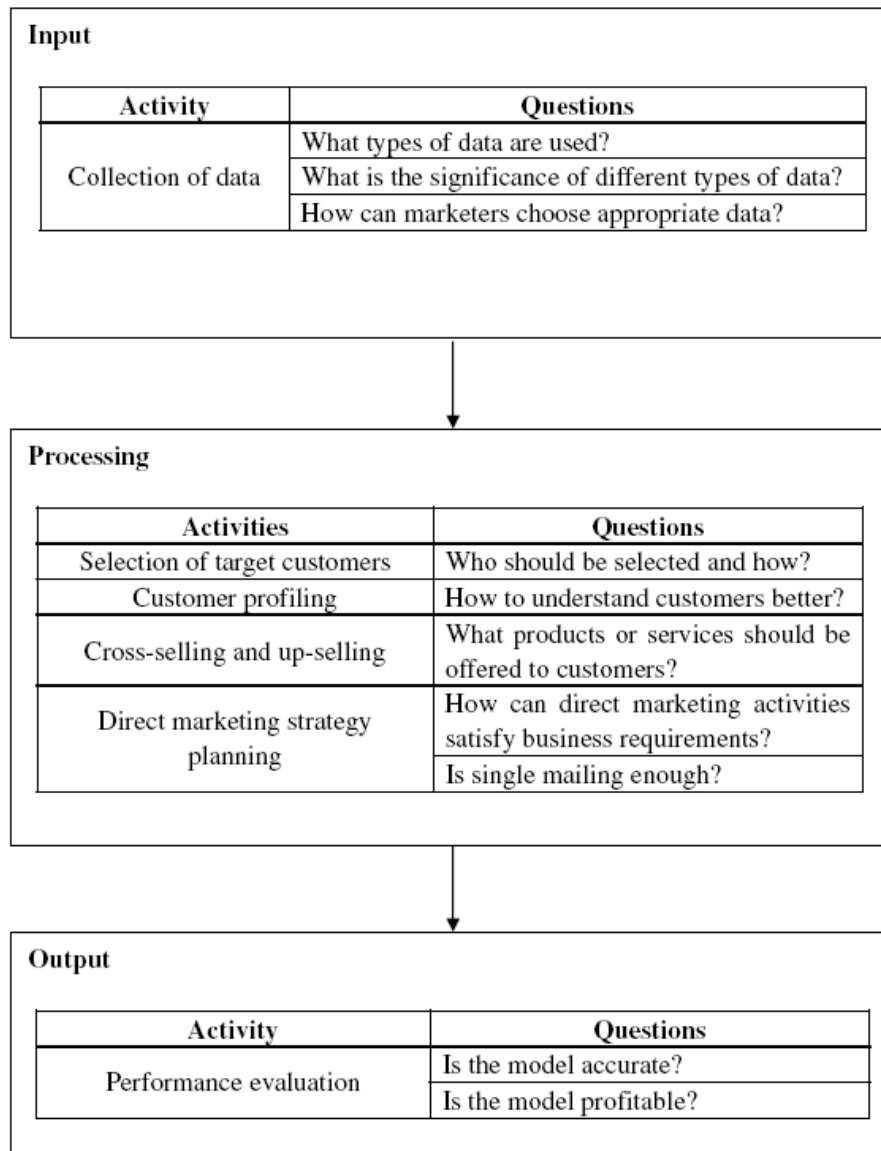 Input
Activity Questions
Collection of data
What types of data are used?
What is the significance of different types of data?
How can marketers choose appropriate data?
Processing
Activities Questions
Selection of target customers Who should be selected and how?
Customer profiling How to understand customers better?
Cross-selling and up-selling
What products or services should be
offered to customers?
Direct marketing strategy
planning
How can direct marketing activities
satisfy business requirements?
Is single mailing enough?
Output
Activity Questions
Performance evaluation
Is the model accurate?
Is the model profitable?